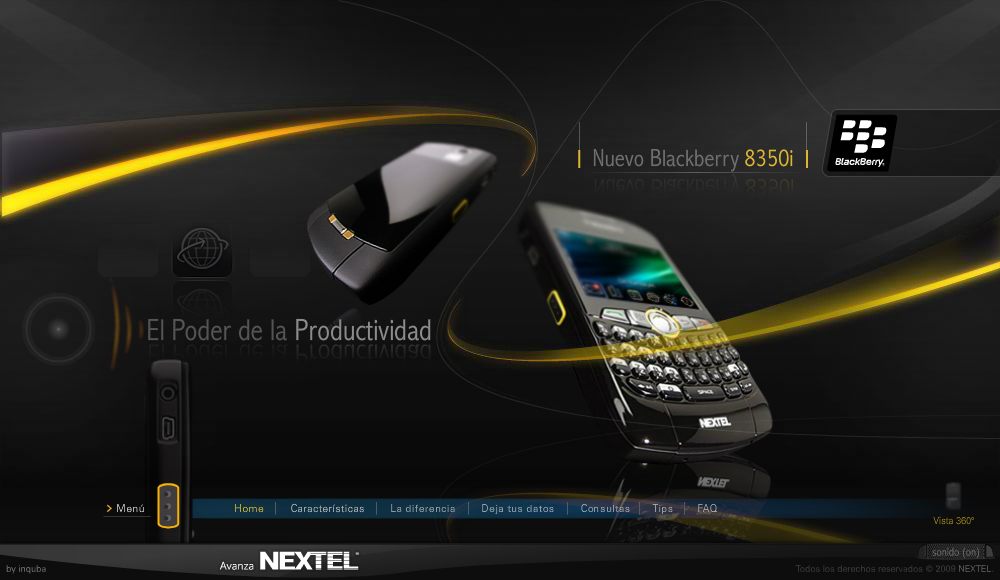 Nuevo Blackberry 8350i
BlackBerry.
El Poder de la Productividad
SPACE
NEXTEL
> Menú
Home
Características
La diferencia
Deja tus datos
Consultas
Tips
FAQ
Vista 360°
sonido (on)
by inquba
Avanza NEXTEL
Todos los derechos reservados © 2009 NEXTEL.